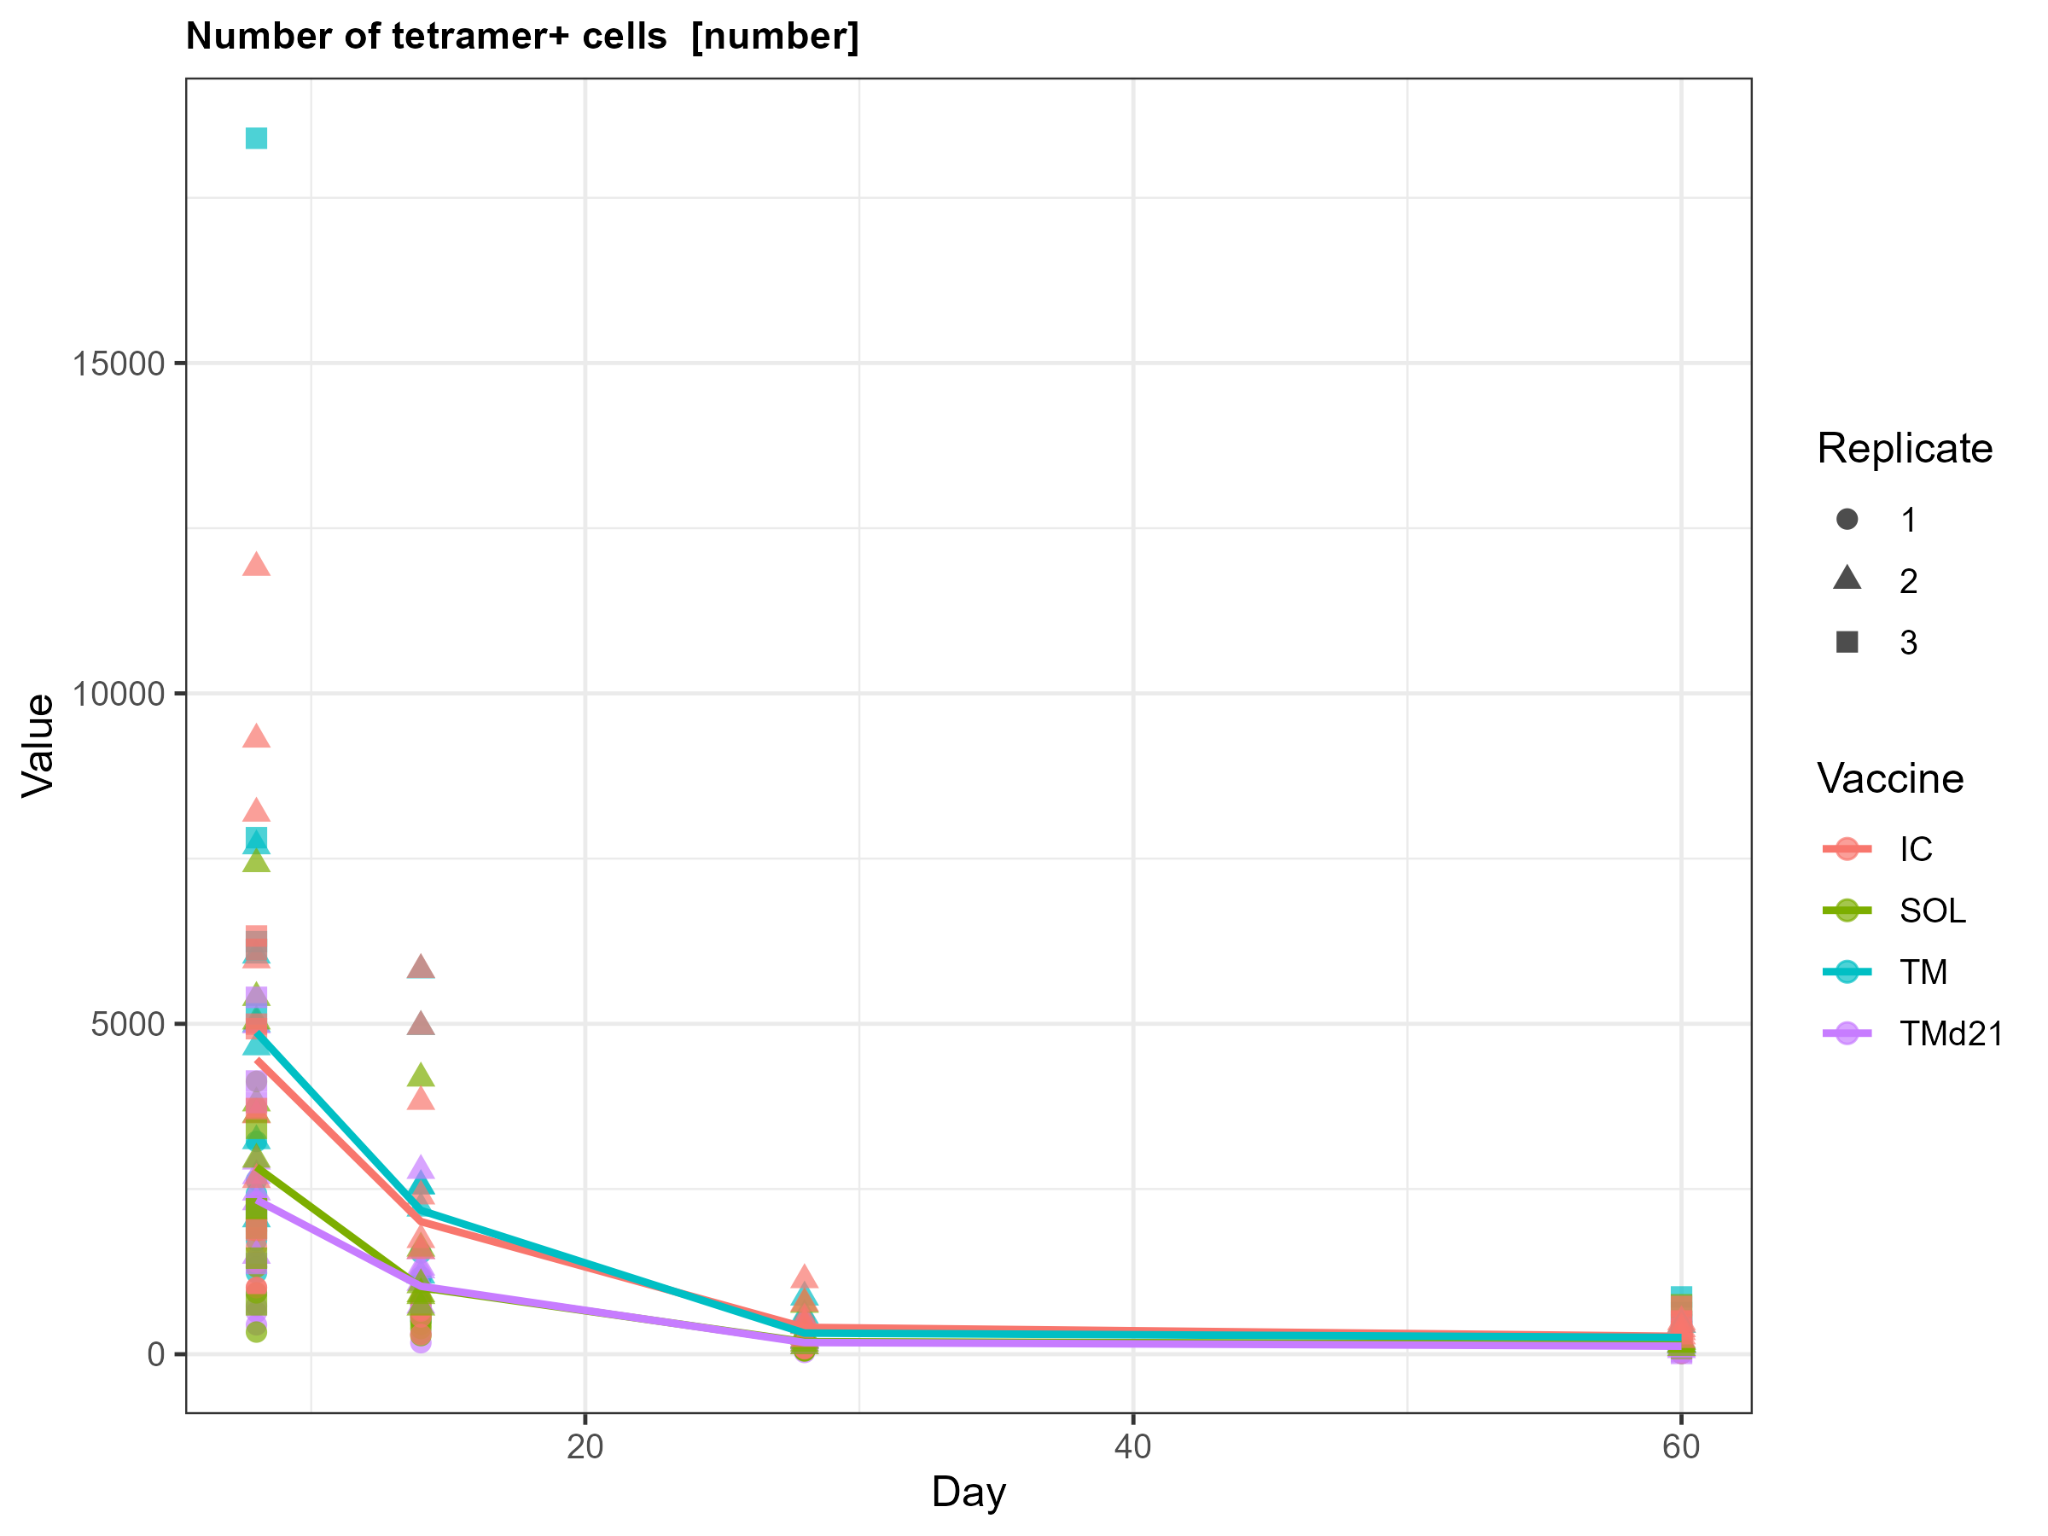 Number of tetramer+ cells  [number]
15000
10000
5000
0
Value
20
40
60
Day
Replicate
1
2
3
Vaccine
IC
SOL
TM
TMd21